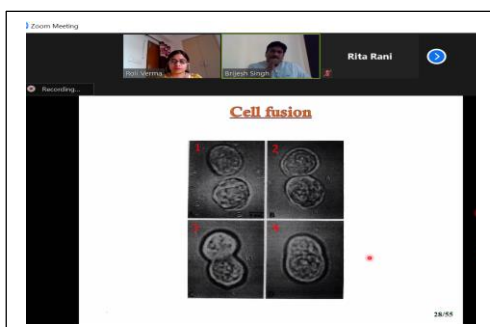 Zoom Meeting
Roli Verma
Brijesh Singh
Rita Rani
Recording...
Cell fusion
1
2
3
4
28/55